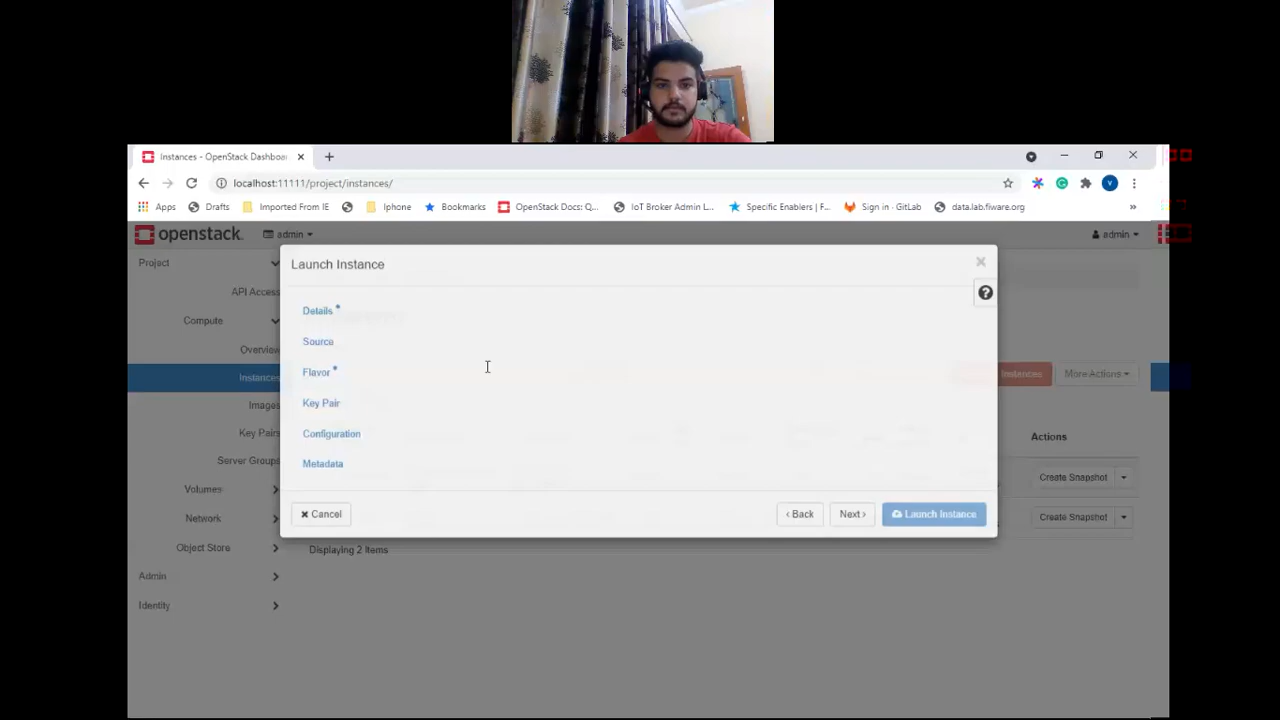 Instances - OpenStack Dashboa
localhost:11111/project/instances/
V
Apps Drafts Imported From IE Iphone Bookmarks OpenStack Docs: Q... IoT Broker Admin L... Specific Enablers | F... Sign in · GitLab data.lab.fiware.org »
openstack. admin admin
Launch Instance ×
Project
API Access
Compute
Overview
Instances
Images
Key Pairs
Server Groups
Volumes
Network
Object Store
Admin
Identity
Details *
Source
Flavor *
Key Pair
Configuration
Metadata
× Cancel ‹ Back Next › Launch Instance
Instances More Actions
Actions
Create Snapshot
Create Snapshot
Displaying 2 items